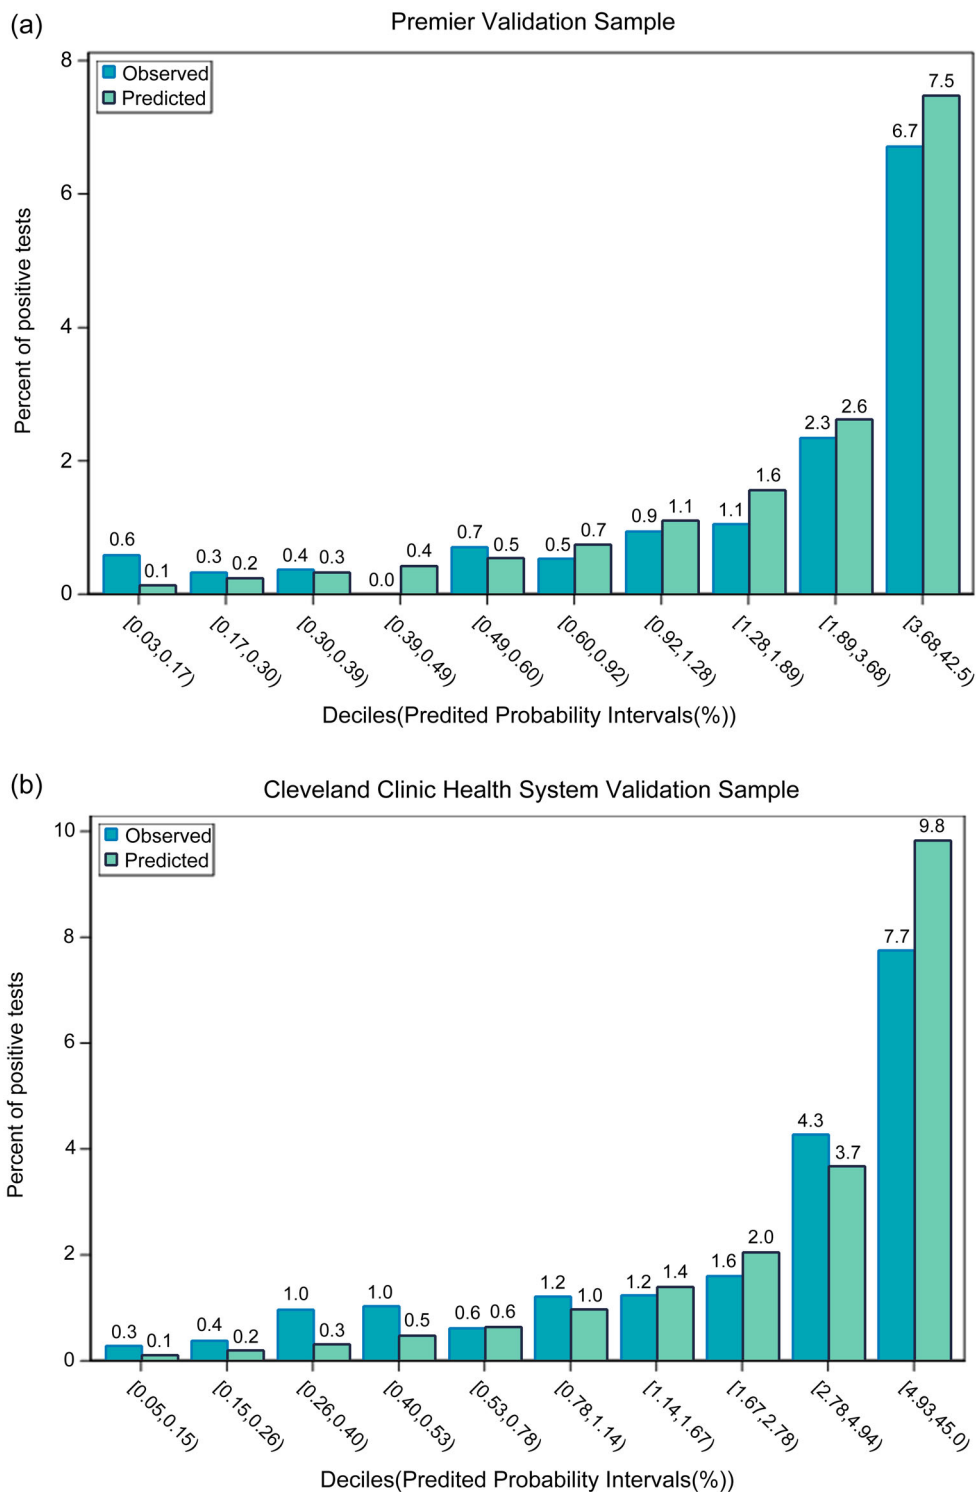 (a)
Premier Validation Sample
Observed
Predicted
Percent of positive tests
8
6
4
2
0
0.6 0.1 0.3 0.2 0.4 0.3 0.0 0.4 0.7 0.5 0.5 0.7 0.9 1.1 1.1 1.6 2.3 2.6 6.7 7.5
[0.03,0.17) [0.17,0.30) [0.30,0.39) [0.39,0.49) [0.49,0.60) [0.60,0.92) [0.92,1.28) [1.28,1.89) [1.89,3.68) [3.68,42.5)
Deciles(Predited Probability Intervals(%))
(b)
Cleveland Clinic Health System Validation Sample
Observed
Predicted
Percent of positive tests
10
8
6
4
2
0
0.3 0.1 0.4 0.2 1.0 0.3 1.0 0.5 0.6 0.6 1.2 1.0 1.2 1.4 1.6 2.0 4.3 3.7 7.7 9.8
[0.05,0.15) [0.15,0.26) [0.26,0.40) [0.40,0.53) [0.53,0.78) [0.78,1.14) [1.14,1.67) [1.67,2.78) [2.78,4.94) [4.93,45.0)
Deciles(Predited Probability Intervals(%))